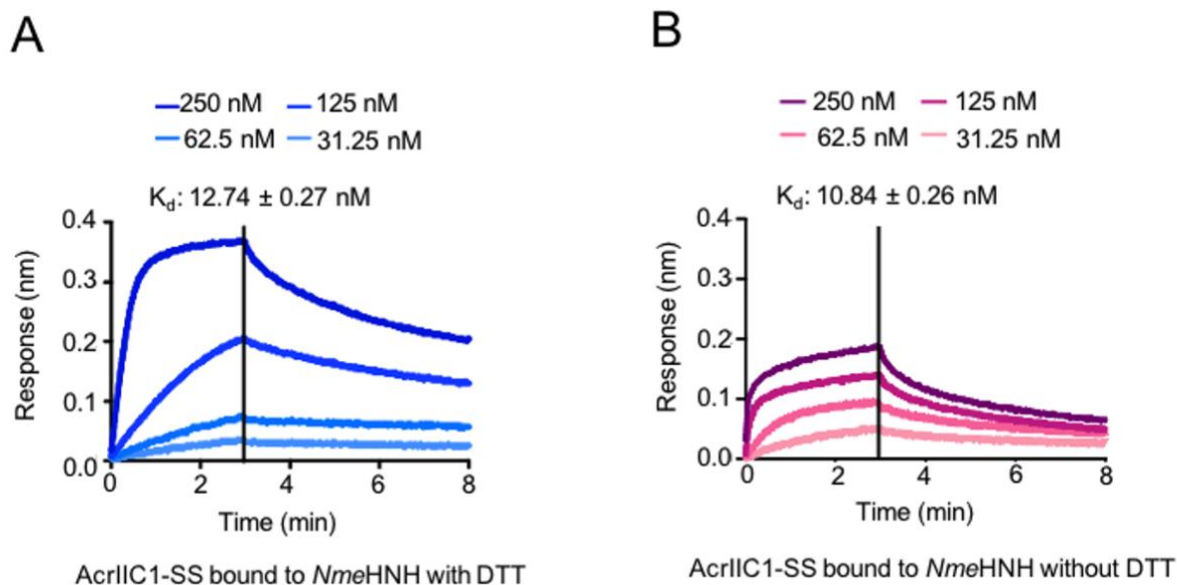 A
250 nM 125 nM
62.5 nM 31.25 nM
Kd: 12.74 ± 0.27 nM
0.4
0.3
0.2
0.1
0.0
Response (nm)
0 2 4 6 8
Time (min)
AcrIIC1-SS bound to NmeHNH with DTT
B
250 nM 125 nM
62.5 nM 31.25 nM
Kd: 10.84 ± 0.26 nM
0.4
0.3
0.2
0.1
0.0
Response (nm)
0 2 4 6 8
Time (min)
AcrIIC1-SS bound to NmeHNH without DTT